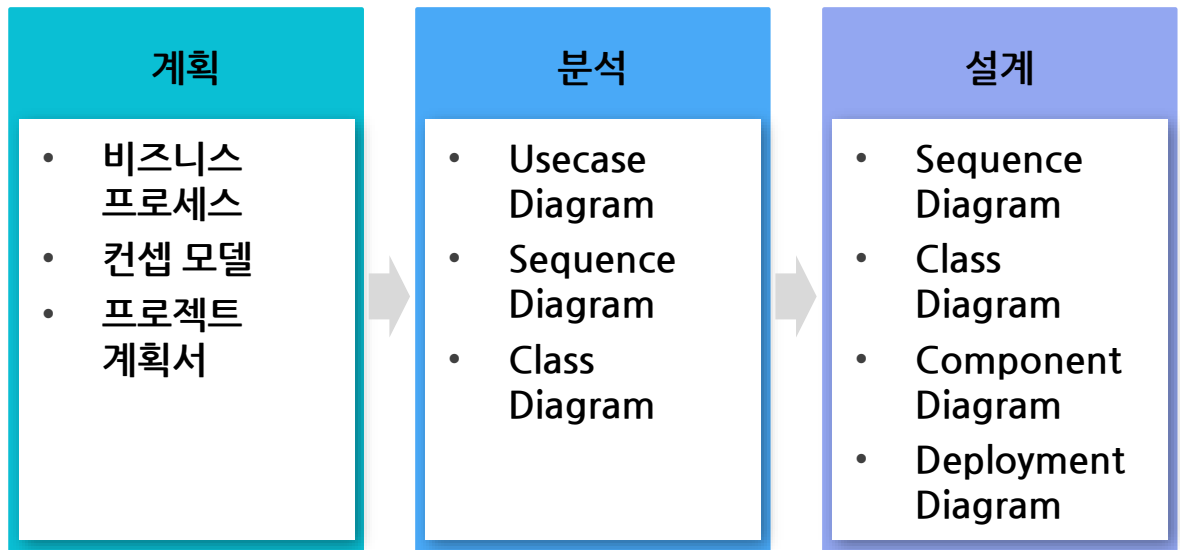 계획
• 비즈니스
프로세스
• 컨셉 모델
• 프로젝트
계획서
분석
• Usecase
Diagram
• Sequence
Diagram
• Class
Diagram
설계
• Sequence
Diagram
• Class
Diagram
• Component
Diagram
• Deployment
Diagram